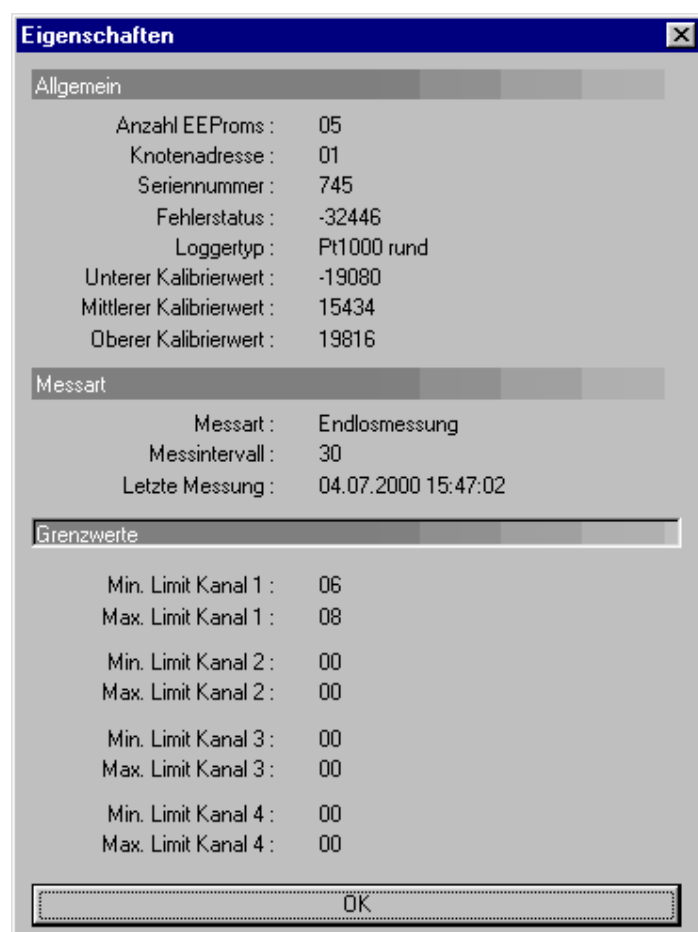 Eigenschaften
Allgemein
Anzahl EEProms : 05
Knotenadresse : 01
Seriennummer : 745
Fehlerstatus : -32446
Loggertyp : Pt1000 rund
Unterer Kalibrierwert : -19080
Mittlerer Kalibrierwert : 15434
Oberer Kalibrierwert : 19816
Messart
Messart : Endlosmessung
Messintervall : 30
Letzte Messung : 04.07.2000 15:47:02
Grenzwerte
Min. Limit Kanal 1 : 06
Max. Limit Kanal 1 : 08
Min. Limit Kanal 2 : 00
Max. Limit Kanal 2 : 00
Min. Limit Kanal 3 : 00
Max. Limit Kanal 3 : 00
Min. Limit Kanal 4 : 00
Max. Limit Kanal 4 : 00
OK